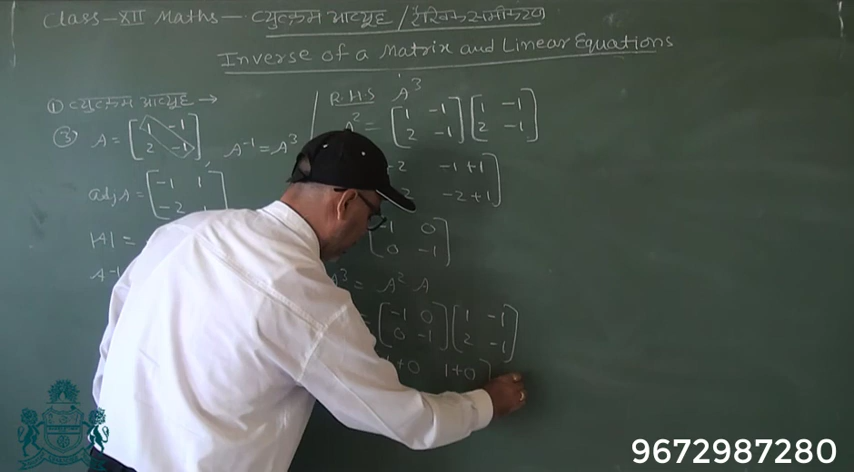 Class-XII Maths- व्युत्क्रम आव्यूह / रैखिक समीकरण
Inverse of a Matrix and Linear Equations
① व्युत्क्रम आव्यूह →
③ A = [1 -1
2 -1], A⁻¹ = A³
adj A = [-1 1
-2
|A| =
A⁻¹
R.H.S A³
A² = [1 -1 [1 -1
2 -1] 2 -1]
-2 -1+1
-2+1]
[-1 0
0 -1]
A³ = A² A
= [-1 0 [1 -1
0 -1] 2 -1]
+0 1+0]
9672987280